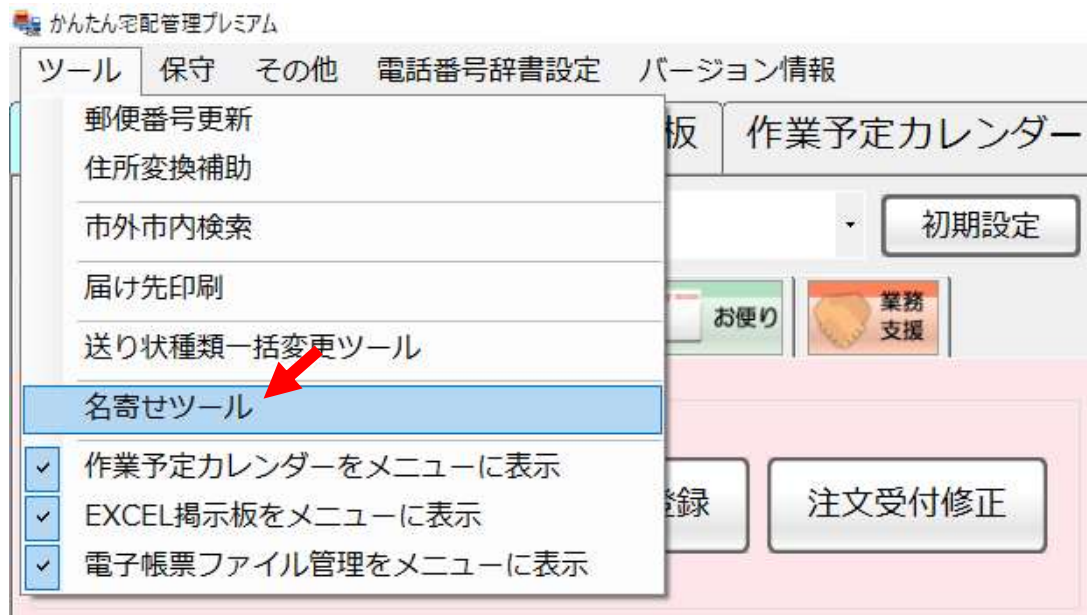 かんたん宅配管理プレミアム
ツール 保守 その他 電話番号辞書設定 バージョン情報
郵便番号更新
住所変換補助
市外市内検索
届け先印刷
送り状種類一括変更ツール
名寄せツール
作業予定カレンダーをメニューに表示
EXCEL掲示板をメニューに表示
電子帳票ファイル管理をメニューに表示
板 作業予定カレンダー
初期設定
お便り
業務
支援
登録 注文受付修正